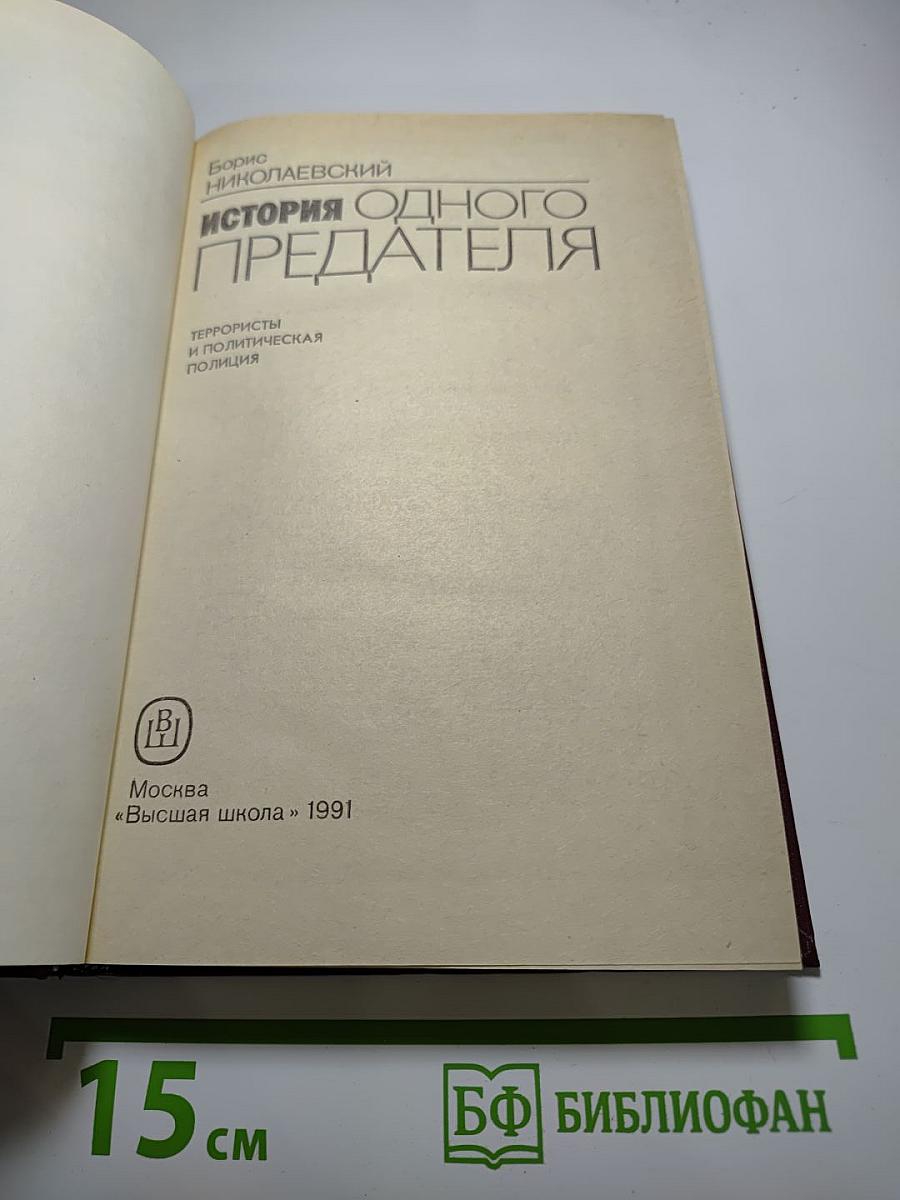 Борис
НИКОЛАЕВСКИЙ
ИСТОРИЯ ОДНОГО
ПРЕДАТЕЛЯ
ТЕРРОРИСТЫ
И ПОЛИТИЧЕСКАЯ
ПОЛИЦИЯ
ВШ
Москва
«Высшая школа» 1991
15 см
БФ БИБЛИОФАН